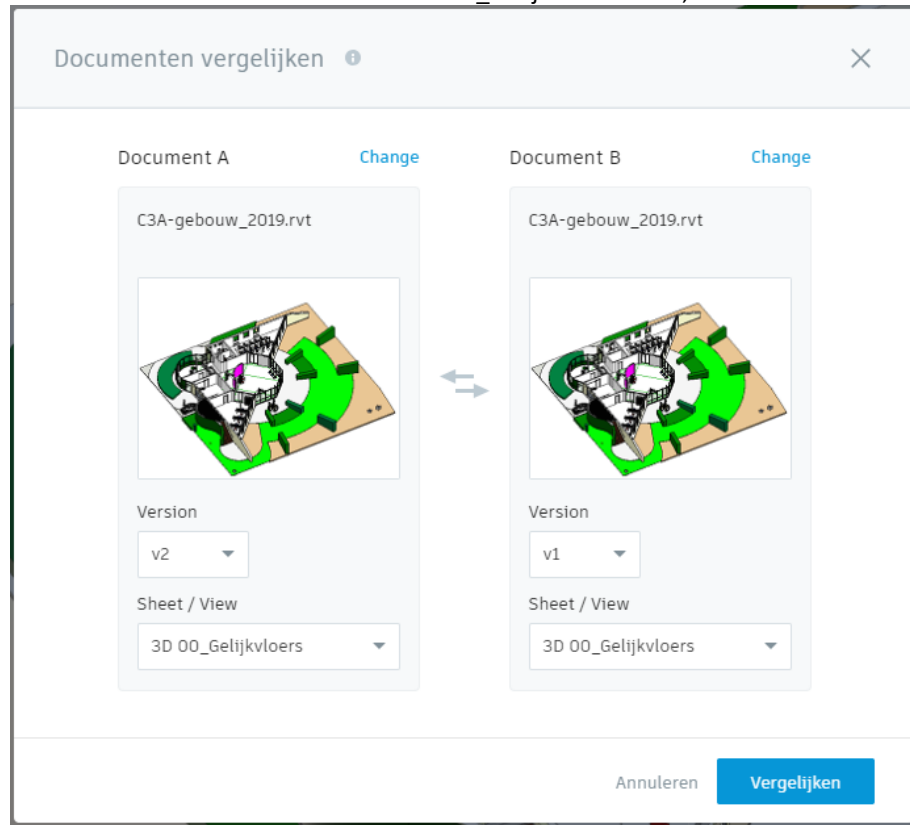 Documenten vergelijken
Document A Change
C3A-gebouw_2019.rvt
Version
v2
Sheet / View
3D 00_Gelijkvloers
Document B Change
C3A-gebouw_2019.rvt
Version
v1
Sheet / View
3D 00_Gelijkvloers
Annuleren Vergelijken